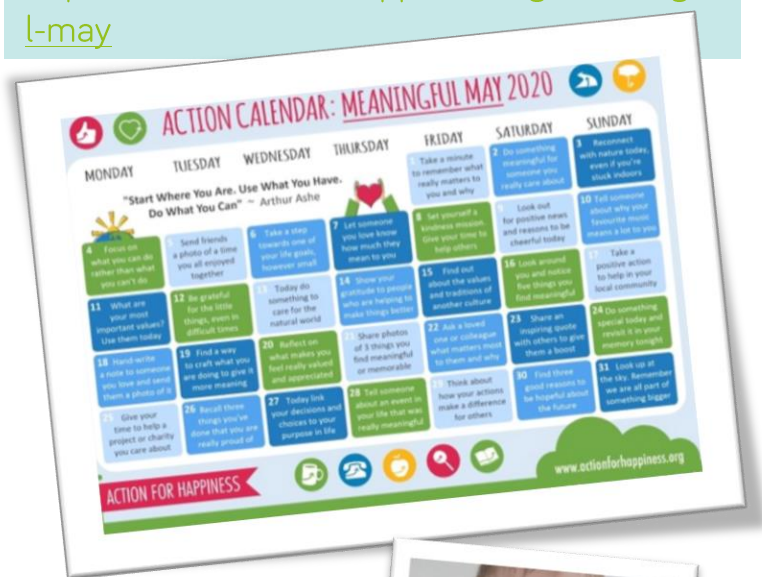 l-may
ACTION CALENDAR: MEANINGFUL MAY 2020
MONDAY TUESDAY WEDNESDAY THURSDAY FRIDAY SATURDAY SUNDAY
"Start Where You Are. Use What You Have.
Do What You Can" ~ Arthur Ashe
1 Take a minute
to remember what
really matters to
you and why
2 Do something
meaningful for
someone you
really care about
3 Reconnect
with nature today,
even if you're
stuck indoors
4 Focus on
what you can do
rather than what
you can't do
5 Send friends
a photo of a time
you all enjoyed
together
6 Take a step
towards one of
your life goals,
however small
7 Let someone
you love know
how much they
mean to you
8 Set yourself a
kindness mission.
Give your time to
help others
9 Look out
for positive news
and reasons to be
cheerful today
10 Tell someone
about why your
favourite music
means a lot to you
11 What are
your most
important values?
Use them today
12 Be grateful
for the little
things, even in
difficult times
13 Today do
something to
care for the
natural world
14 Show your
gratitude to people
who are helping to
make things better
15 Find out
about the values
and traditions of
another culture
16 Look around
you and notice
five things you
find meaningful
17 Take a
positive action
to help in your
local community
18 Hand-write
a note to someone
you love and send
them a photo of it
19 Find a way
to craft what you
are doing to give it
more meaning
20 Reflect on
what makes you
feel really valued
and appreciated
21 Share photos
of 3 things you
find meaningful
or memorable
22 Ask a loved
one or colleague
what matters most
to them and why
23 Share an
inspiring quote
with others to give
them a boost
24 Do something
special today and
revisit it in your
memory tonight
25 Give your
time to help a
project or charity
you care about
26 Recall three
things you've
done that you are
really proud of
27 Today link
your decisions and
choices to your
purpose in life
28 Tell someone
about an event in
your life that was
really meaningful
29 Think about
how your actions
make a difference
for others
30 Find three
good reasons to
be hopeful about
the future
31 Look up at
the sky. Remember
we are all part of
something bigger
ACTION FOR HAPPINESS
www.actionforhappiness.org